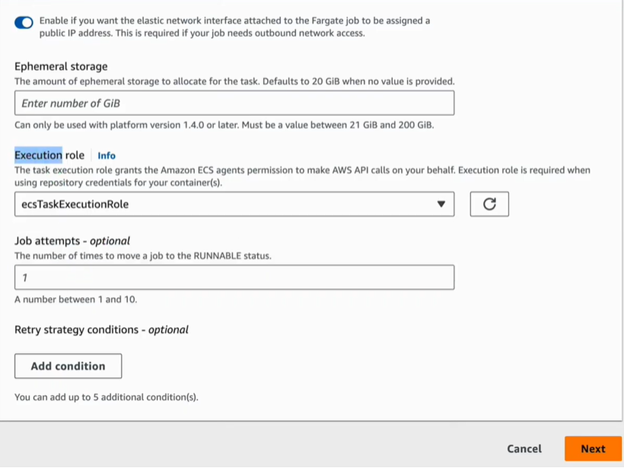 Enable if you want the elastic network interface attached to the Fargate job to be assigned a
public IP address. This is required if your job needs outbound network access.
Ephemeral storage
The amount of ephemeral storage to allocate for the task. Defaults to 20 GiB when no value is provided.
Enter number of GiB
Can only be used with platform version 1.4.0 or later. Must be a value between 21 GiB and 200 GiB.
Execution role Info
The task execution role grants the Amazon ECS agents permission to make AWS API calls on your behalf. Execution role is required when
using repository credentials for your container(s).
ecsTaskExecutionRole
Job attempts - optional
The number of times to move a job to the RUNNABLE status.
1
A number between 1 and 10.
Retry strategy conditions - optional
Add condition
You can add up to 5 additional condition(s).
Cancel Next